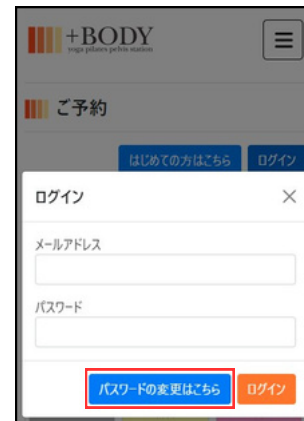 +BODY
yoga pilates pelvis station
ご予約
はじめての方はこちら
ログイン
ログイン
×
メールアドレス
パスワード
パスワードの変更はこちら
ログイン